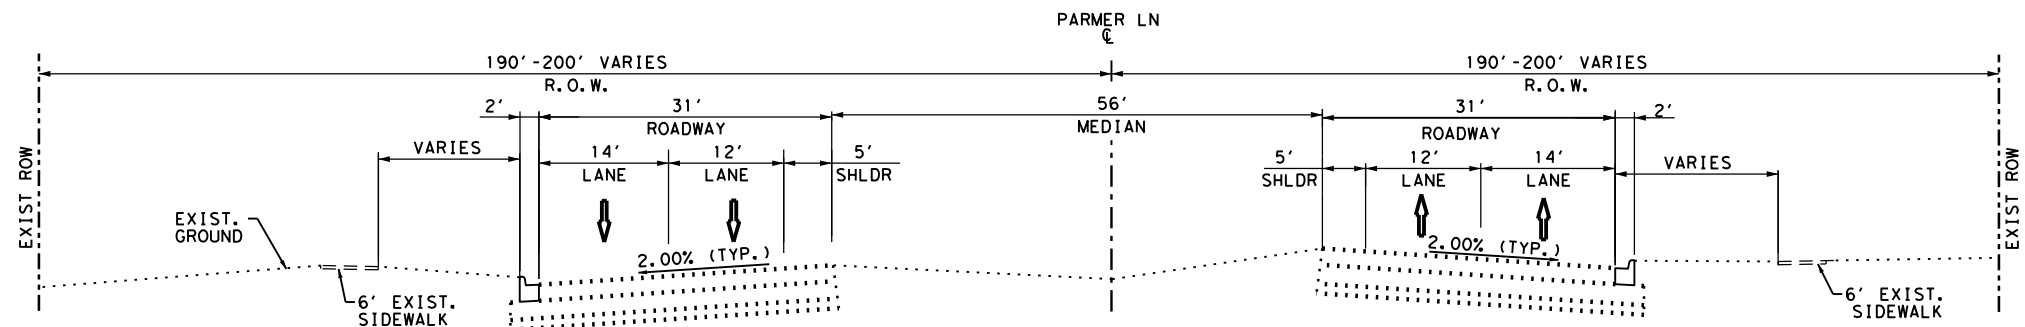 PARMER LN
℄
190'-200' VARIES
R.O.W.
190'-200' VARIES
R.O.W.
2'
31'
ROADWAY
56'
MEDIAN
31'
ROADWAY
2'
VARIES
14'
LANE
12'
LANE
5'
SHLDR
5'
SHLDR
12'
LANE
14'
LANE
VARIES
EXIST ROW
EXIST ROW
EXIST.
GROUND
2.00% (TYP.)
2.00% (TYP.)
6' EXIST.
SIDEWALK
6' EXIST.
SIDEWALK